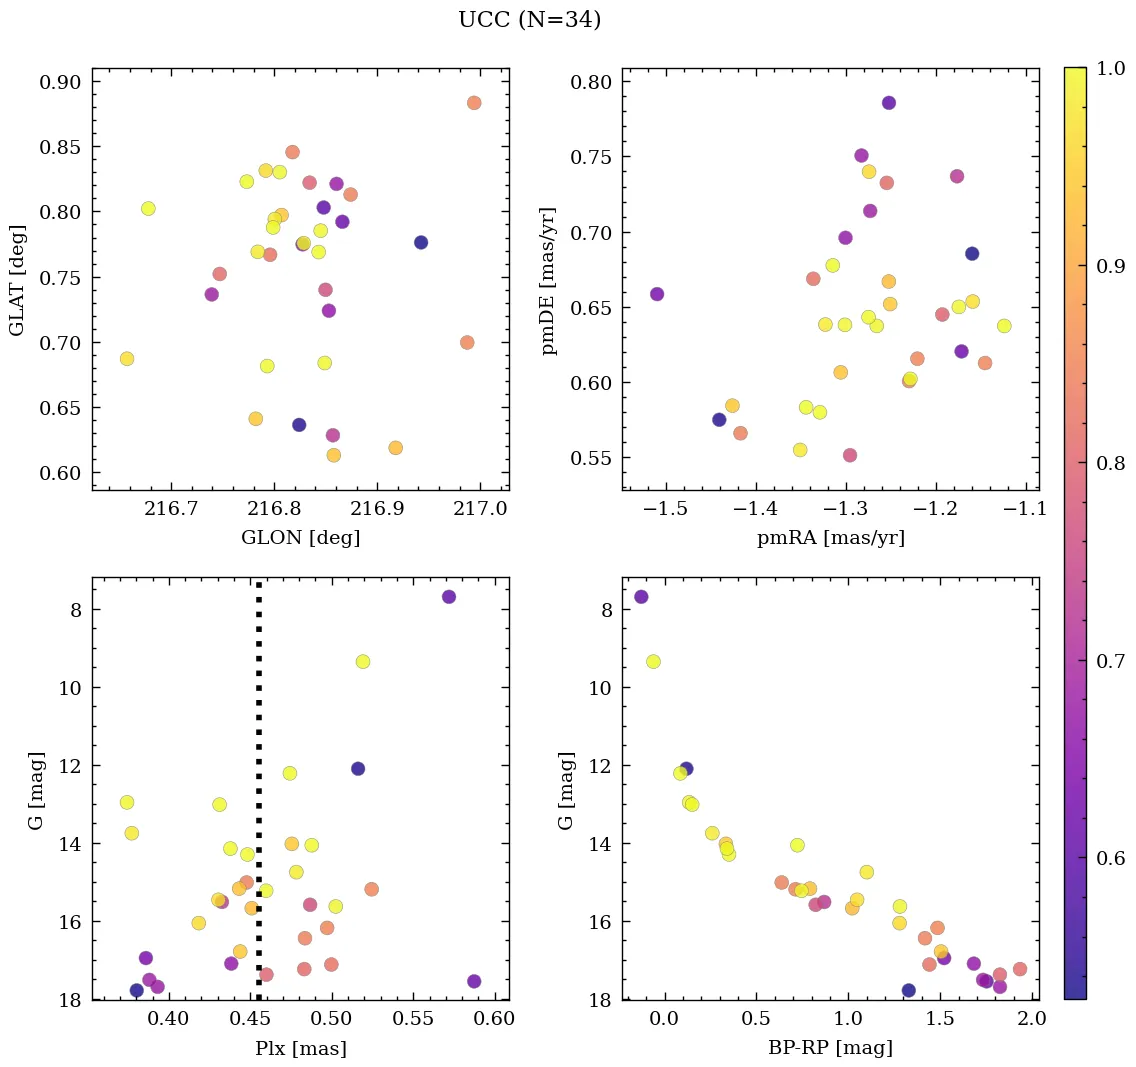 UCC (N=34)
0.90
0.85
0.80
0.75
0.70
0.65
0.60
GLAT [deg]
216.7 216.8 216.9 217.0
GLON [deg]
0.80
0.75
0.70
0.65
0.60
0.55
pmDE [mas/yr]
−1.5 −1.4 −1.3 −1.2 −1.1
pmRA [mas/yr]
8
10
12
14
16
18
G [mag]
0.40 0.45 0.50 0.55 0.60
Plx [mas]
8
10
12
14
16
18
G [mag]
0.0 0.5 1.0 1.5 2.0
BP-RP [mag]
1.0
0.9
0.8
0.7
0.6